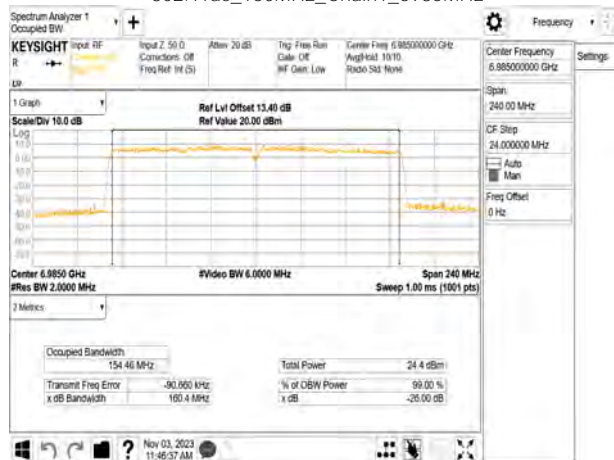 Spectrum Analyzer 1
Occupied BW
Frequency
KEYSIGHT Input: RF
R
Input Z: 50 Ω
Corrections: Off
Freq Ref: Int (S)
Atten: 20 dB
Trig: Free Run
Gate: Off
#IF Gain: Low
Center Freq: 6.985000000 GHz
Avg|Hold: 10/10
Radio Std: None
Center Frequency
6.985000000 GHz
Settings
Span
240.00 MHz
CF Step
24.000000 MHz
Auto
Man
Freq Offset
0 Hz
1 Graph
Scale/Div 10.0 dB
Ref Lvl Offset 13.40 dB
Ref Value 20.00 dBm
Log
Center 6.9850 GHz
#Res BW 2.0000 MHz
#Video BW 6.0000 MHz
Span 240 MHz
Sweep 1.00 ms (1001 pts)
2 Metrics
Occupied Bandwidth
154.46 MHz
Total Power 24.4 dBm
Transmit Freq Error -90.660 kHz
% of OBW Power 99.00 %
x dB Bandwidth 160.4 MHz
x dB -26.00 dB
?
Nov 03, 2023
11:46:37 AM